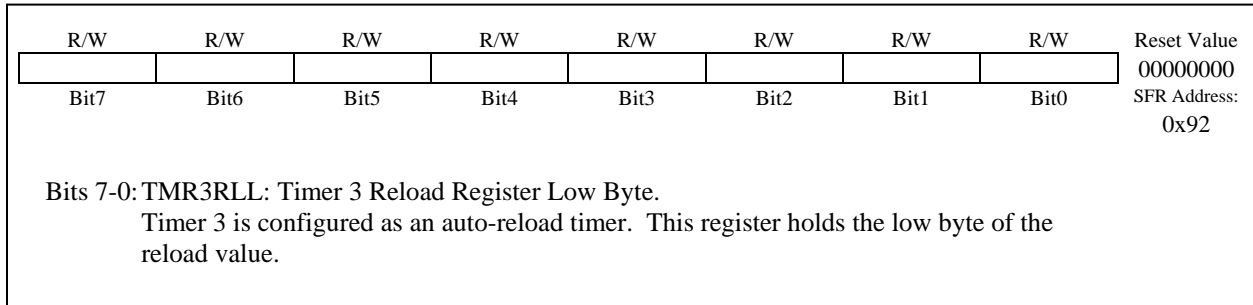 R/W R/W R/W R/W R/W R/W R/W R/W Reset Value
00000000
Bit7 Bit6 Bit5 Bit4 Bit3 Bit2 Bit1 Bit0 SFR Address:
0x92
Bits 7-0: TMR3RLL: Timer 3 Reload Register Low Byte.
Timer 3 is configured as an auto-reload timer. This register holds the low byte of the
reload value.